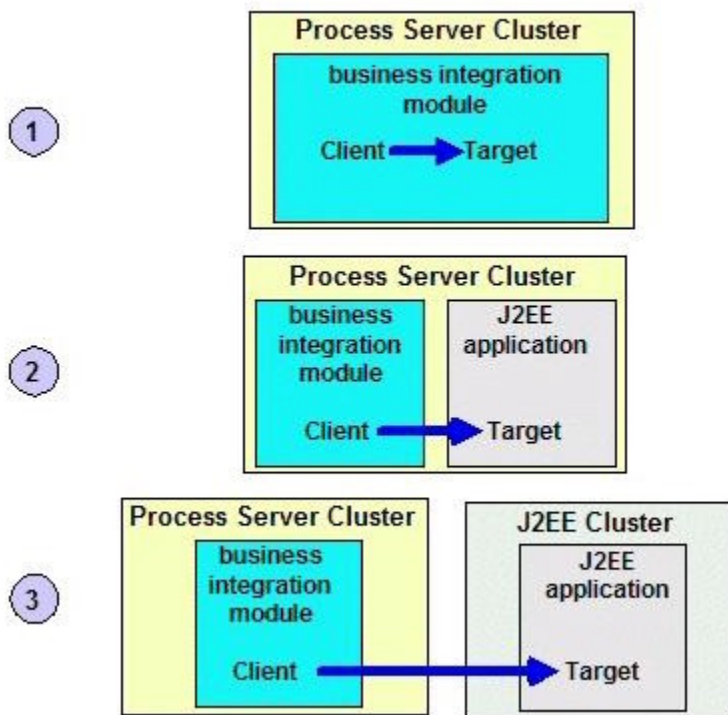 1
Process Server Cluster
business integration
module
Client Target
2
Process Server Cluster
business
integration
module
Client
J2EE
application
Target
3
Process Server Cluster
business
integration
module
Client
J2EE Cluster
J2EE
application
Target